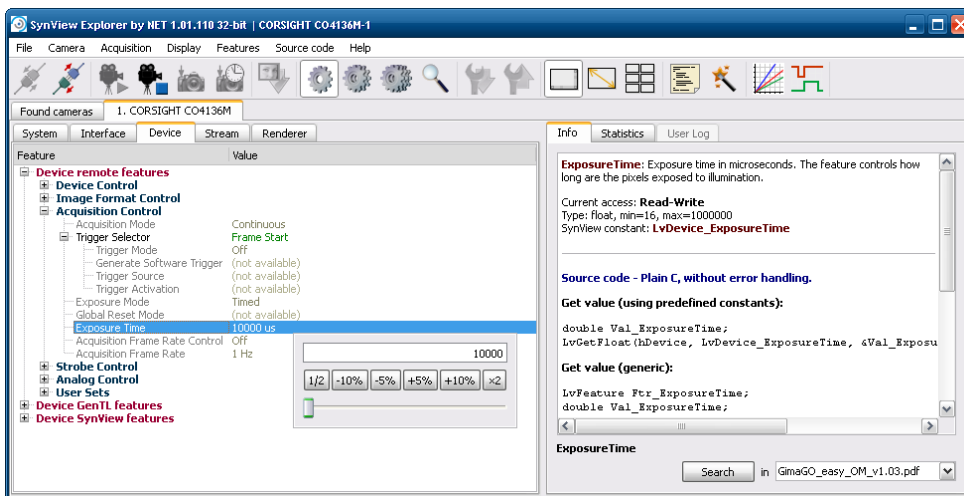 SynView Explorer by NET 1.01.110 32-bit | CORSIGHT CO4136M-1
File Camera Acquisition Display Features Source code Help
Found cameras 1. CORSIGHT CO4136M
System Interface Device Stream Renderer
Feature Value
Device remote features
Device Control
Image Format Control
Acquisition Control
Acquisition Mode Continuous
Trigger Selector Frame Start
Trigger Mode Off
Generate Software Trigger (not available)
Trigger Source (not available)
Trigger Activation (not available)
Exposure Mode Timed
Global Reset Mode (not available)
Exposure Time 10000 us
Acquisition Frame Rate Control Off
Acquisition Frame Rate 1 Hz
Strobe Control
Analog Control
User Sets
Device GenTL features
Device SynView features
10000
1/2 -10% -5% +5% +10% x2
Info Statistics User Log
ExposureTime: Exposure time in microseconds. The feature controls how
long are the pixels exposed to illumination.
Current access: Read-Write
Type: float, min=16, max=1000000
SynView constant: LvDevice_ExposureTime
Source code - Plain C, without error handling.
Get value (using predefined constants):
double Val_ExposureTime;
LvGetFloat(hDevice, LvDevice_ExposureTime, &Val_Exposu
Get value (generic):
LvFeature Ftr_ExposureTime;
double Val_ExposureTime;
ExposureTime
Search in GimaGO_easy_OM_v1.03.pdf